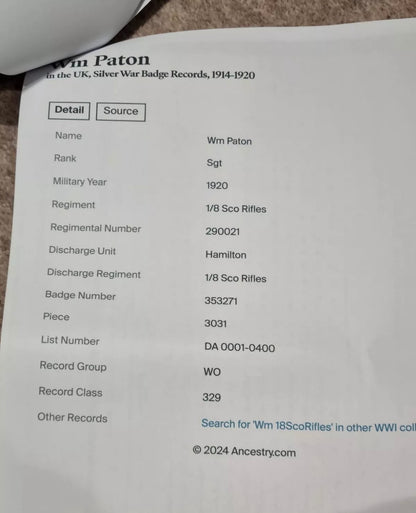 Wm Paton
in the UK, Silver War Badge Records, 1914-1920
Detail Source
Name Wm Paton
Rank Sgt
Military Year 1920
Regiment 1/8 Sco Rifles
Regimental Number 290021
Discharge Unit Hamilton
Discharge Regiment 1/8 Sco Rifles
Badge Number 353271
Piece 3031
List Number DA 0001-0400
Record Group WO
Record Class 329
Other Records Search for 'Wm 18ScoRifles' in other WWI
© 2024 Ancestry.com